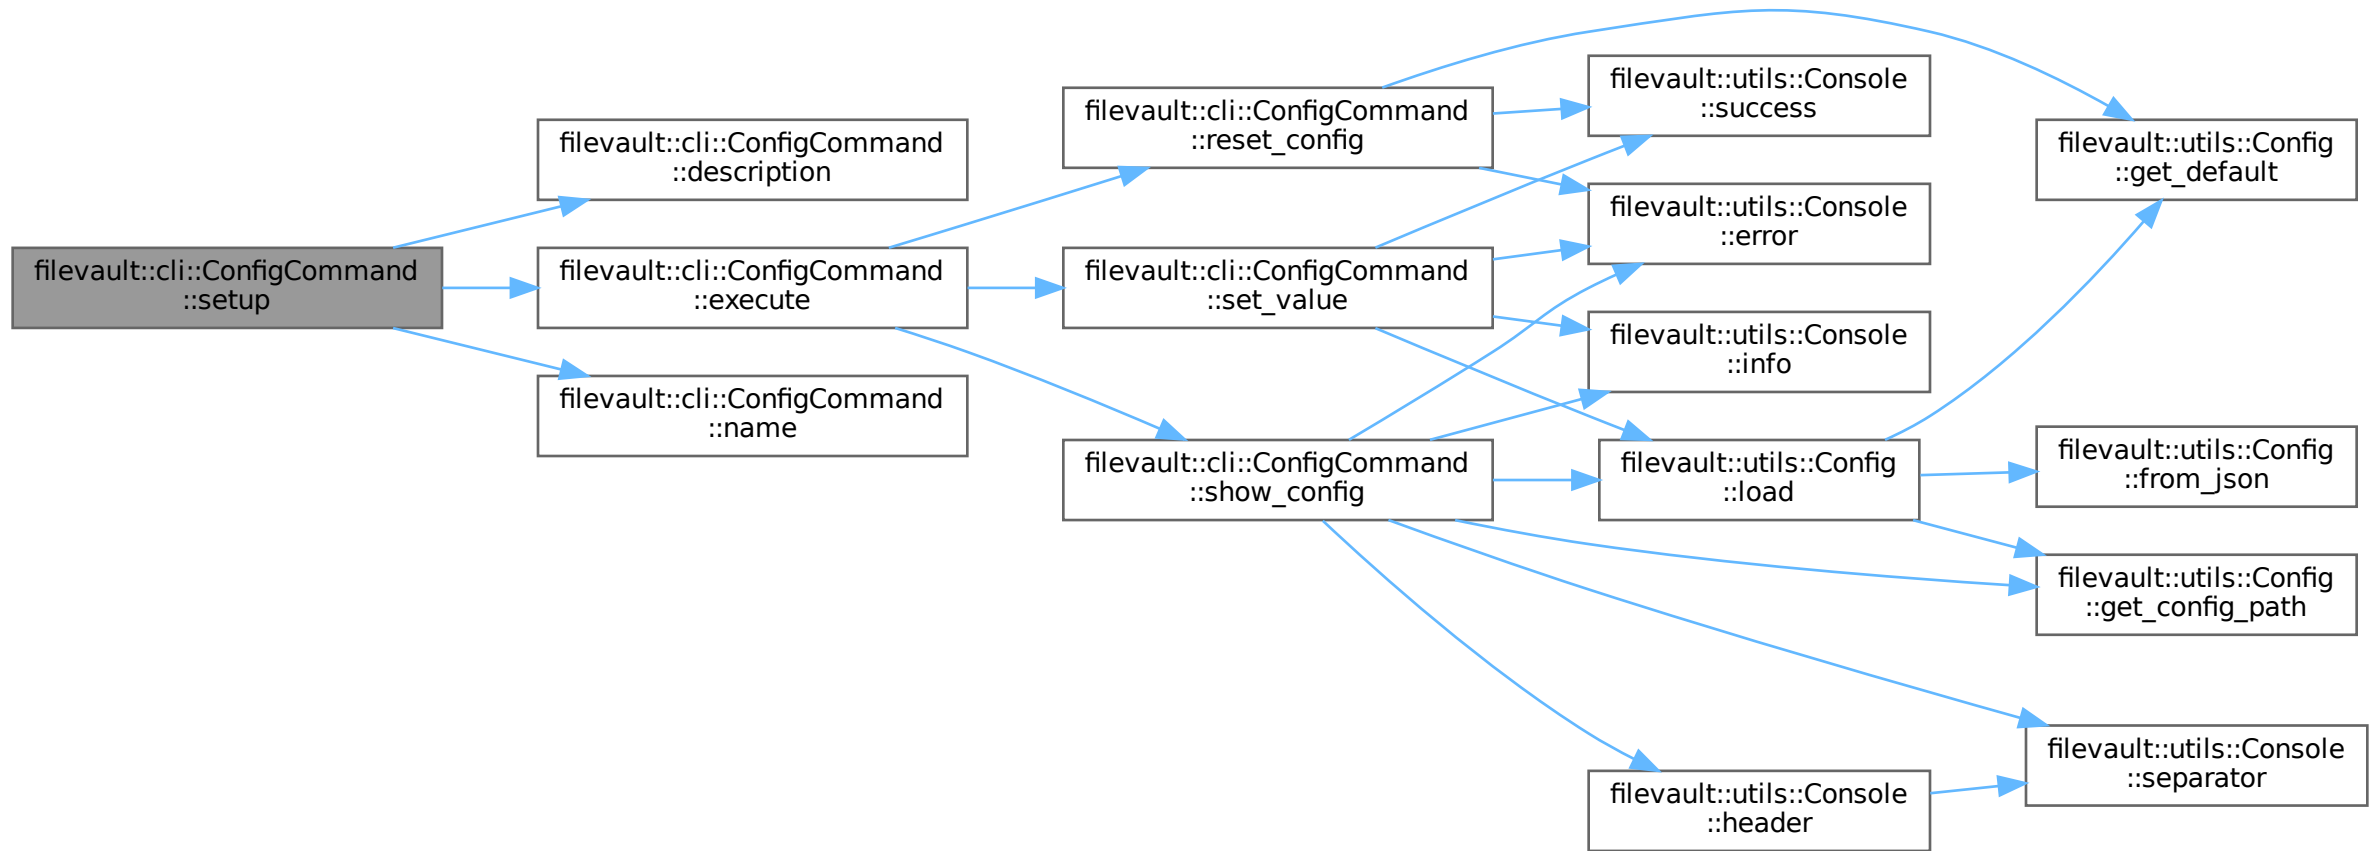 filevault::cli::ConfigCommand
::setup
filevault::cli::ConfigCommand
::description
filevault::cli::ConfigCommand
::execute
filevault::cli::ConfigCommand
::name
filevault::cli::ConfigCommand
::reset_config
filevault::cli::ConfigCommand
::set_value
filevault::cli::ConfigCommand
::show_config
filevault::utils::Console
::success
filevault::utils::Console
::error
filevault::utils::Console
::info
filevault::utils::Config
::load
filevault::utils::Console
::header
filevault::utils::Config
::get_default
filevault::utils::Config
::from_json
filevault::utils::Config
::get_config_path
filevault::utils::Console
::separator